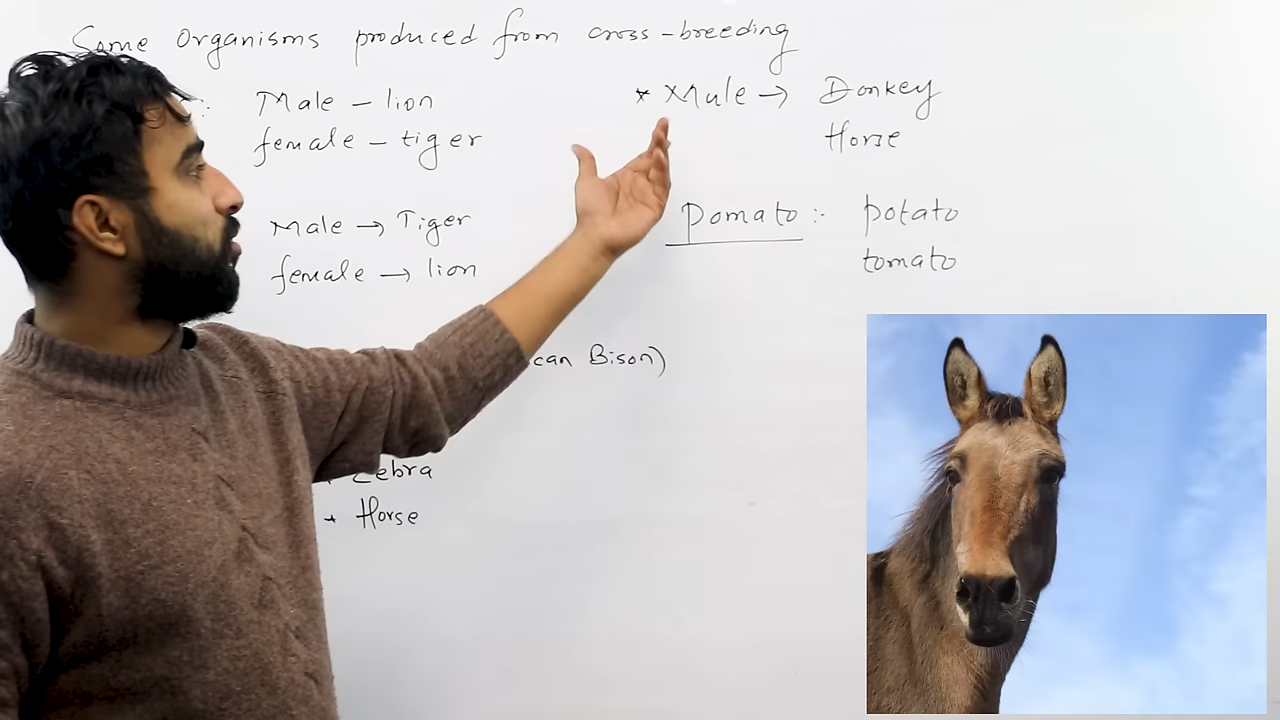 Some Organisms produced from cross-breeding
Male - lion
female - tiger
Male → Tiger
female → lion
can Bison)
Zebra
* Horse
* Mule → Donkey
Horse
Pomato :- potato
tomato